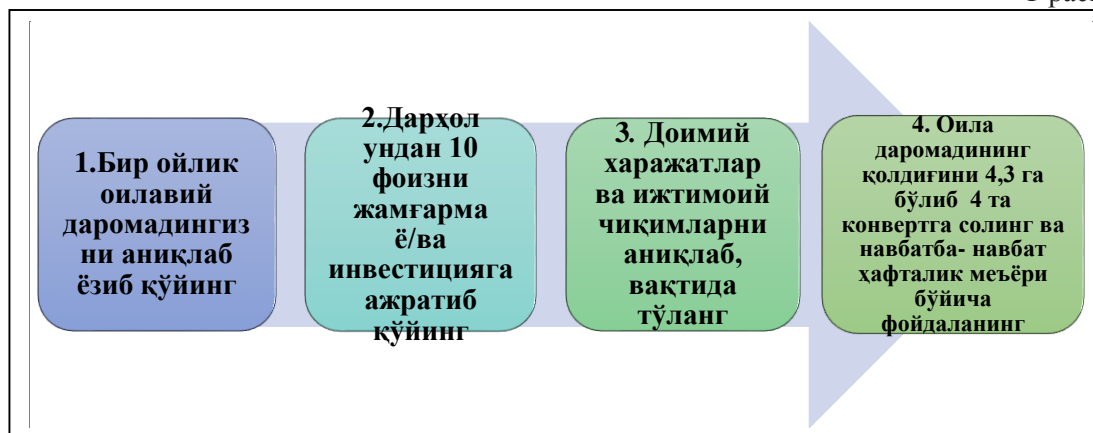 1.Бир ойлик
оилавий
даромадингиз
ни аниқлаб
ёзиб қўйинг
2.Дарҳол
ундан 10
фоизни
жамғарма
ё/ва
инвестицияга
ажратиб
қўйинг
3. Доимий
харажатлар
ва ижтимоий
чиқимларни
аниқлаб,
вақтида
тўланг
4. Оила
даромадининг
қолдиғини 4,3 га
бўлиб 4 та
конвертга солинг ва
навбатба- навбат
ҳафталик меъёри
бўйича
фойдаланинг